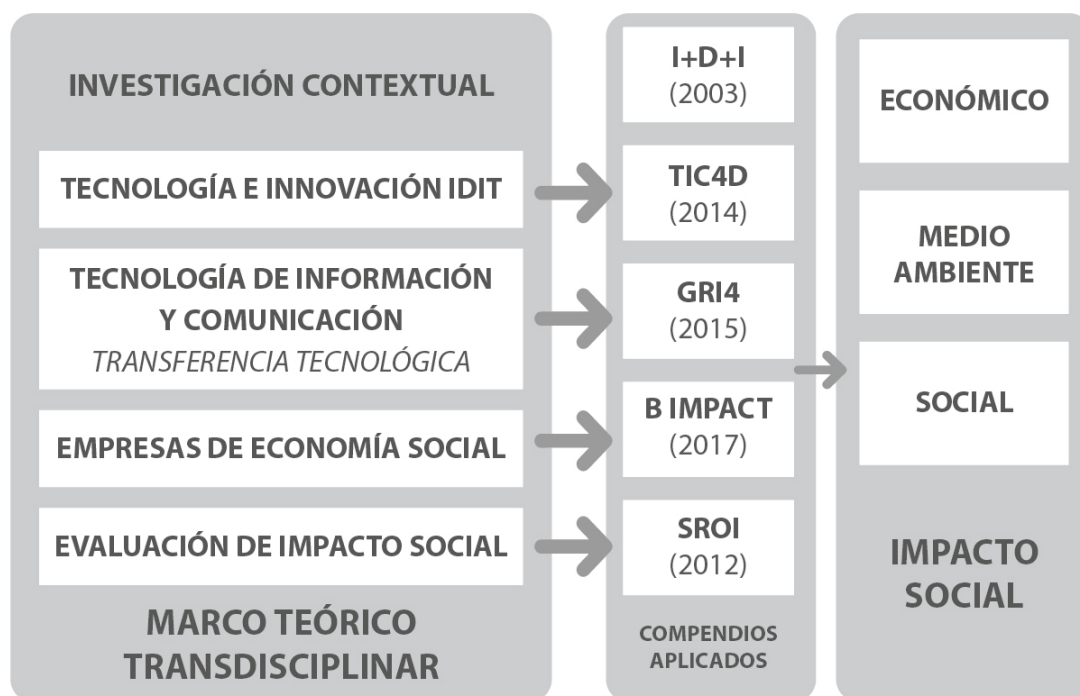 INVESTIGACIÓN CONTEXTUAL
TECNOLOGÍA E INNOVACIÓN IDIT
TECNOLOGÍA DE INFORMACIÓN
Y COMUNICACIÓN
TRANSFERENCIA TECNOLÓGICA
EMPRESAS DE ECONOMÍA SOCIAL
EVALUACIÓN DE IMPACTO SOCIAL
MARCO TEÓRICO
TRANSDISCIPLINAR
I+D+I
(2003)
TIC4D
(2014)
GRI4
(2015)
B IMPACT
(2017)
SROI
(2012)
COMPENDIOS
APLICADOS
ECONÓMICO
MEDIO
AMBIENTE
SOCIAL
IMPACTO
SOCIAL